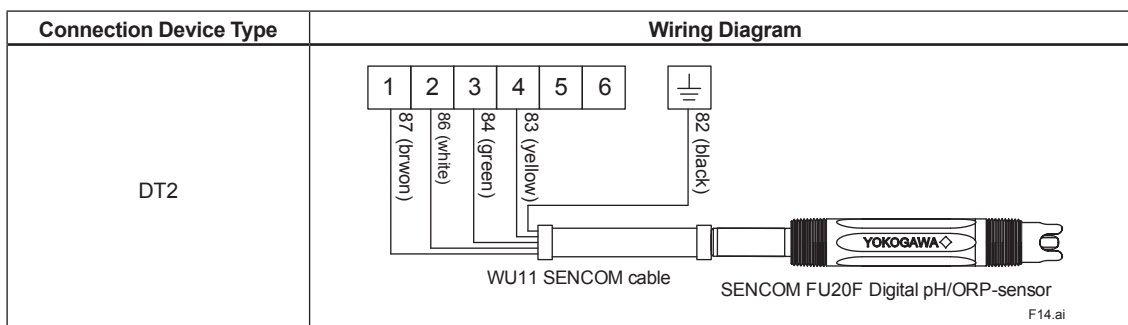 Connection Device Type
Wiring Diagram
DT2
1 2 3 4 5 6
87 (brwon)
86 (white)
84 (green)
83 (yellow)
82 (black)
YOKOGAWA
WU11 SENCOM cable
SENCOM FU20F Digital pH/ORP-sensor
F14.ai